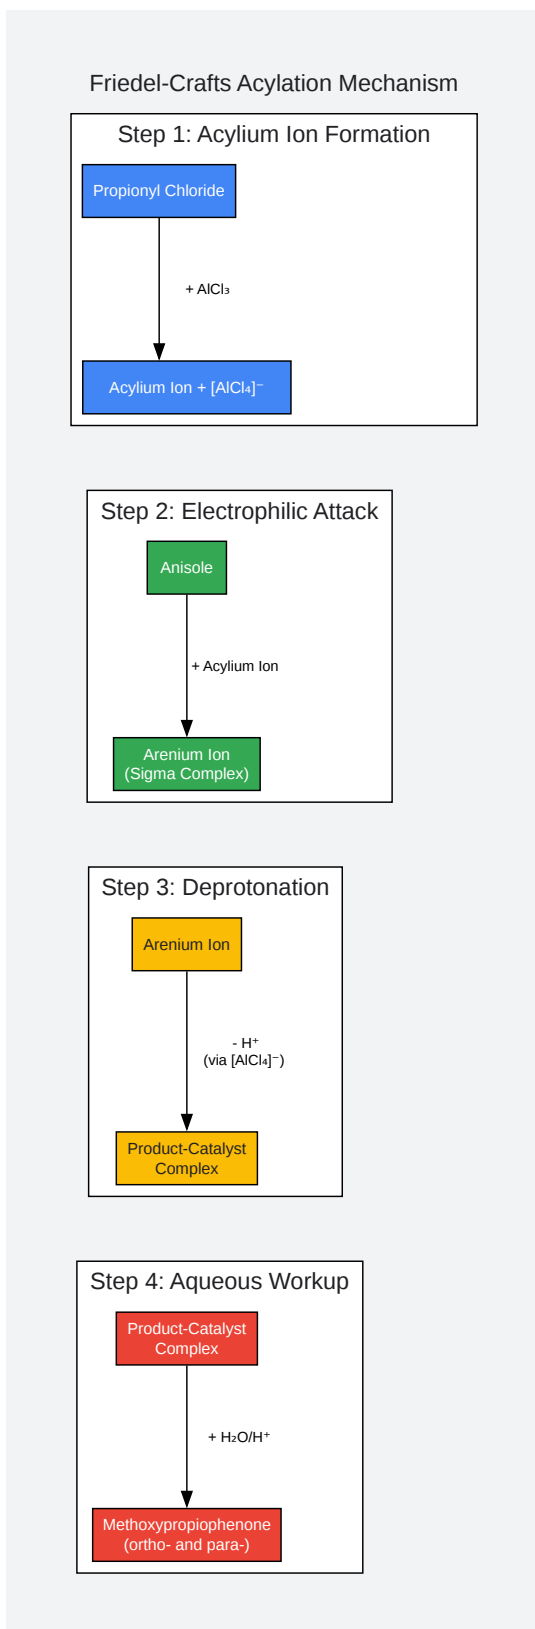 Friedel-Crafts Acylation Mechanism
Step 1: Acylium Ion Formation
Propionyl Chloride
+ AlCl₃
Acylium Ion + [AlCl₄]⁻
Step 2: Electrophilic Attack
Anisole
+ Acylium Ion
Arenium Ion
(Sigma Complex)
Step 3: Deprotonation
Arenium Ion
- H⁺
(via [AlCl₄]⁻)
Product-Catalyst
Complex
Step 4: Aqueous Workup
Product-Catalyst
Complex
+ H₂O/H⁺
Methoxypropiophenone
(ortho- and para-)